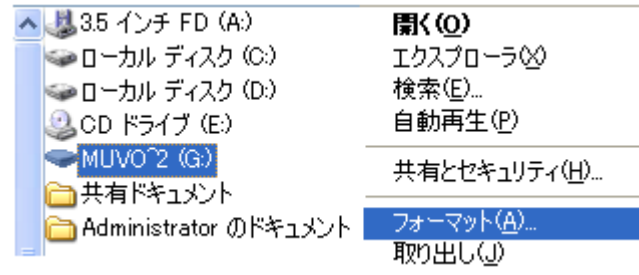 3.5 インチ FD (A:)
ローカル ディスク (C:)
ローカル ディスク (D:)
CD ドライブ (E:)
MUVO^2 (G:)
共有ドキュメント
Administrator のドキュメント
開く(O)
エクスプローラ(X)
検索(E)...
自動再生(P)
共有とセキュリティ(H)...
フォーマット(A)...
取り出し(J)